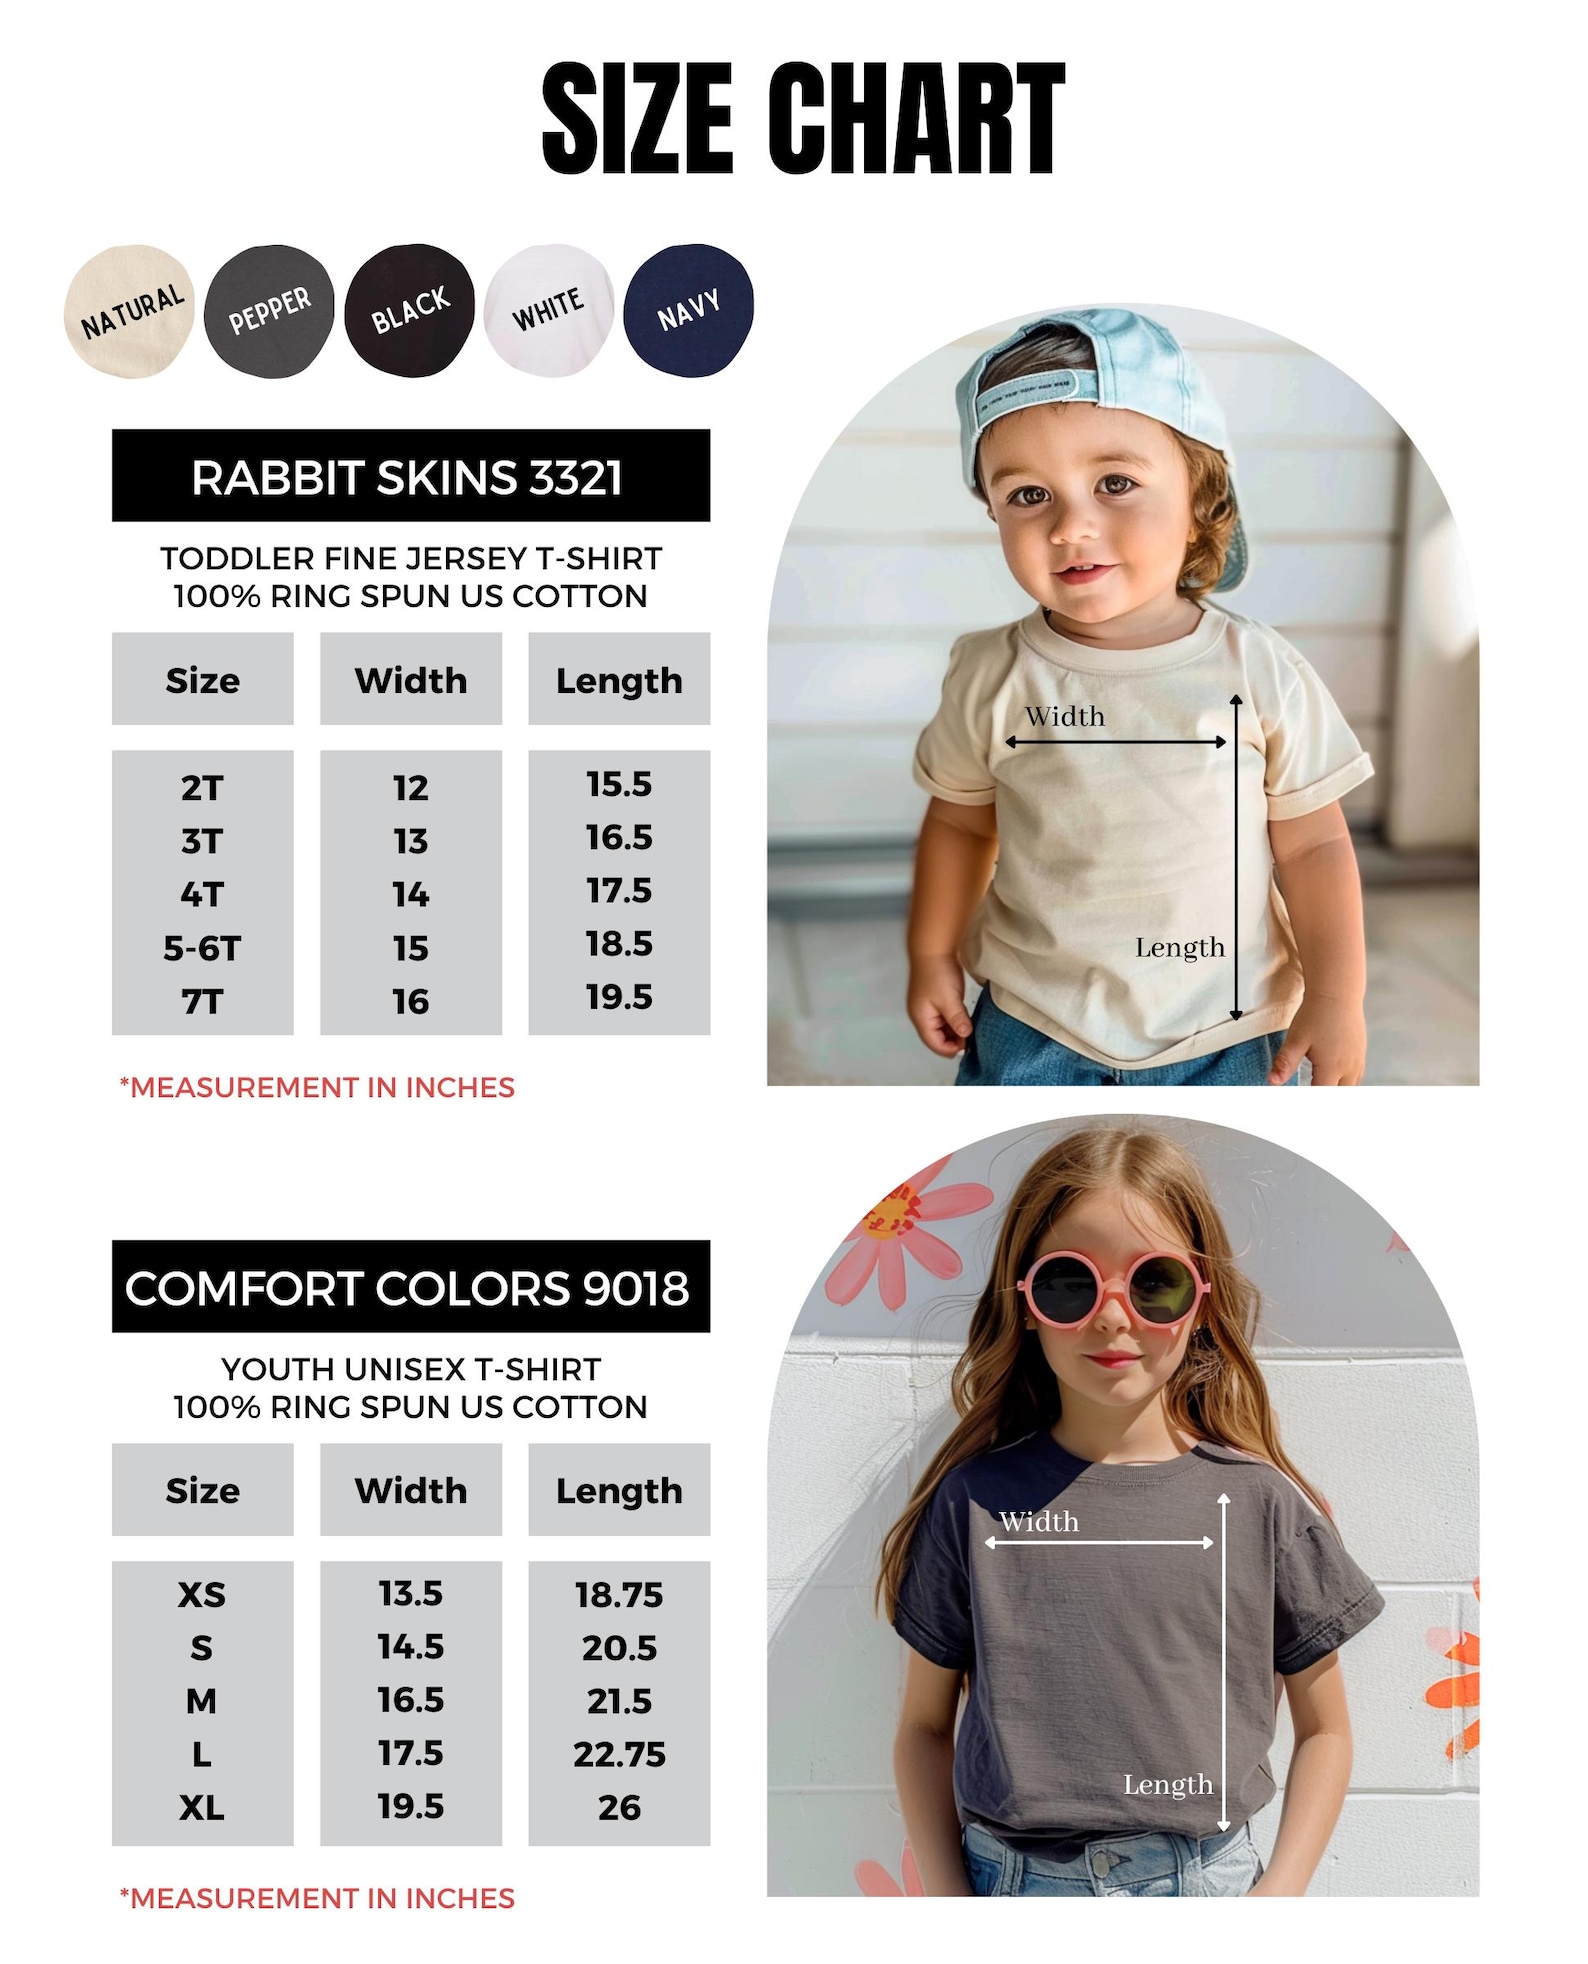 SIZE CHART
NATURAL
PEPPER
BLACK
WHITE
NAVY
RABBIT SKINS 3321
TODDLER FINE JERSEY T-SHIRT
100% RING SPUN US COTTON
Size Width Length
2T 12 15.5
3T 13 16.5
4T 14 17.5
5-6T 15 18.5
7T 16 19.5
*MEASUREMENT IN INCHES
Width
Length
COMFORT COLORS 9018
YOUTH UNISEX T-SHIRT
100% RING SPUN US COTTON
Size Width Length
XS 13.5 18.75
S 14.5 20.5
M 16.5 21.5
L 17.5 22.75
XL 19.5 26
*MEASUREMENT IN INCHES
Width
Length